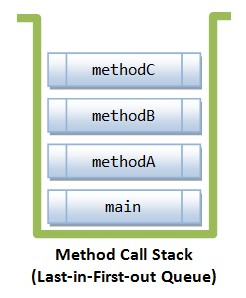 methodC
methodB
methodA
main
Method Call Stack
(Last-in-First-out Queue)